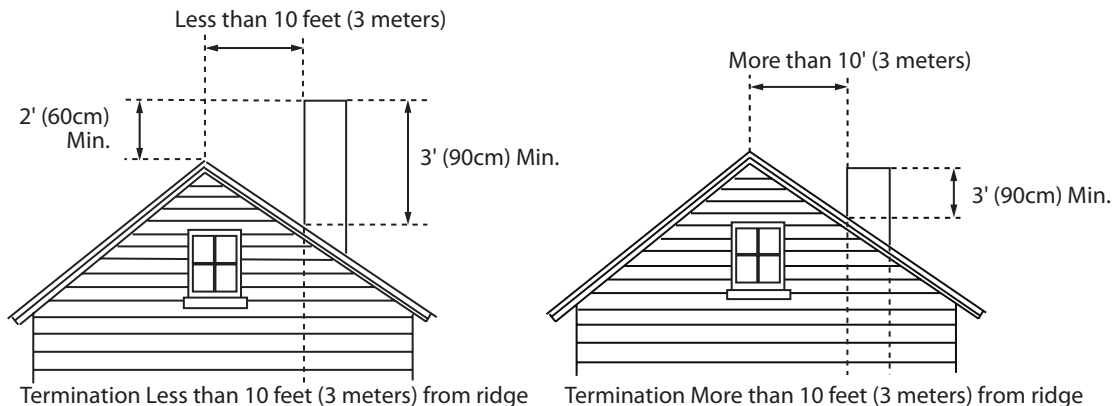 Less than 10 feet (3 meters)
2' (60cm)
Min.
3' (90cm) Min.
Termination Less than 10 feet (3 meters) from ridge
More than 10' (3 meters)
3' (90cm) Min.
Termination More than 10 feet (3 meters) from ridge